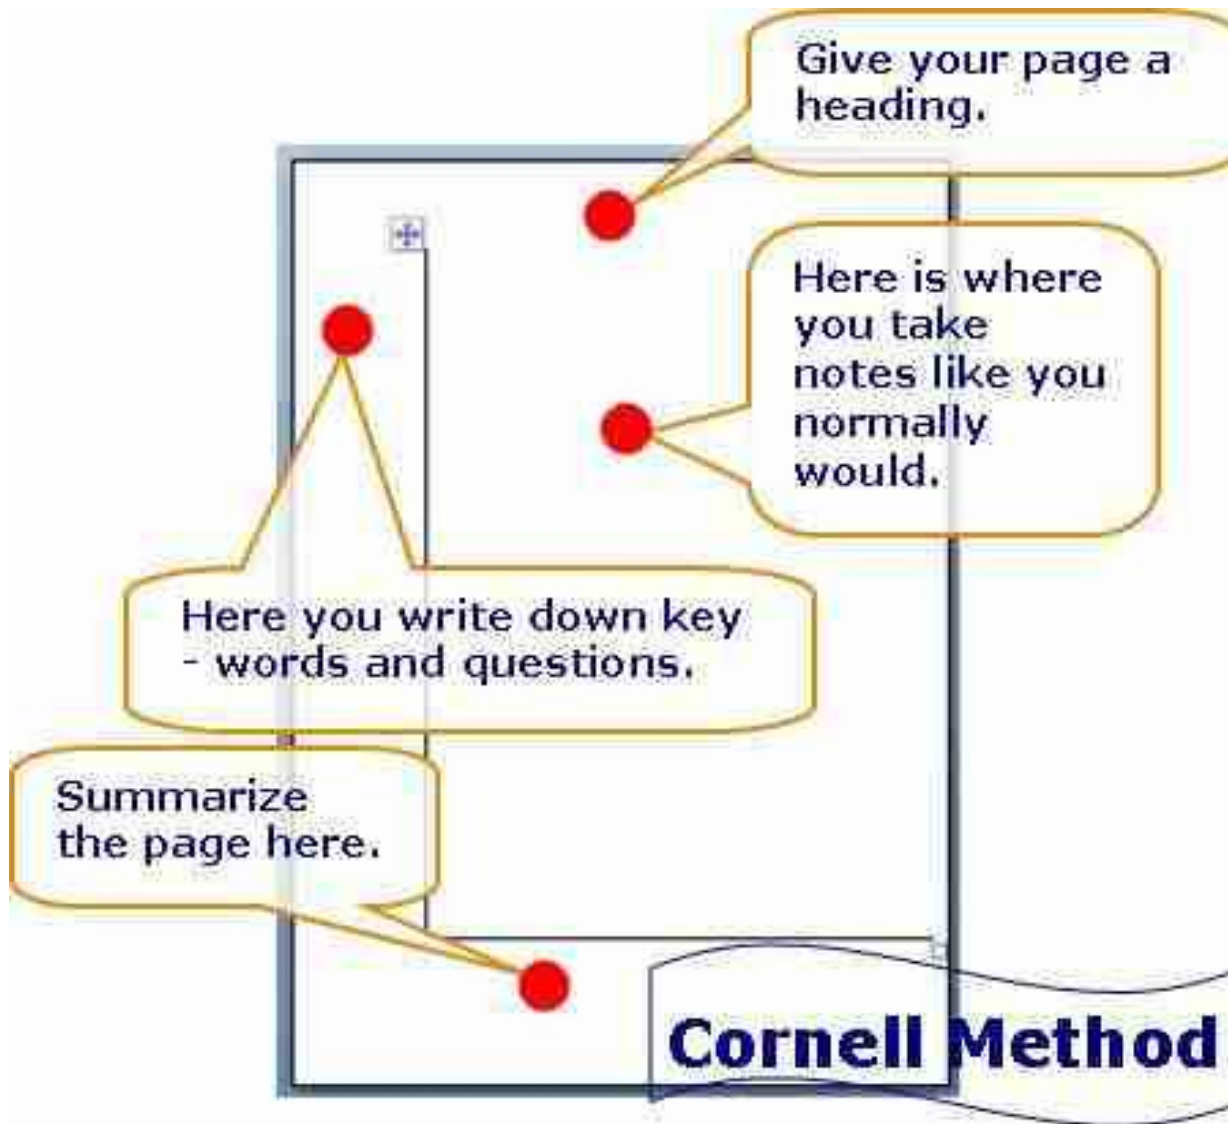 Give your page a
heading.
Here is where
you take
notes like you
normally
would.
Here you write down key
- words and questions.
Summarize
the page here.
Cornell Method